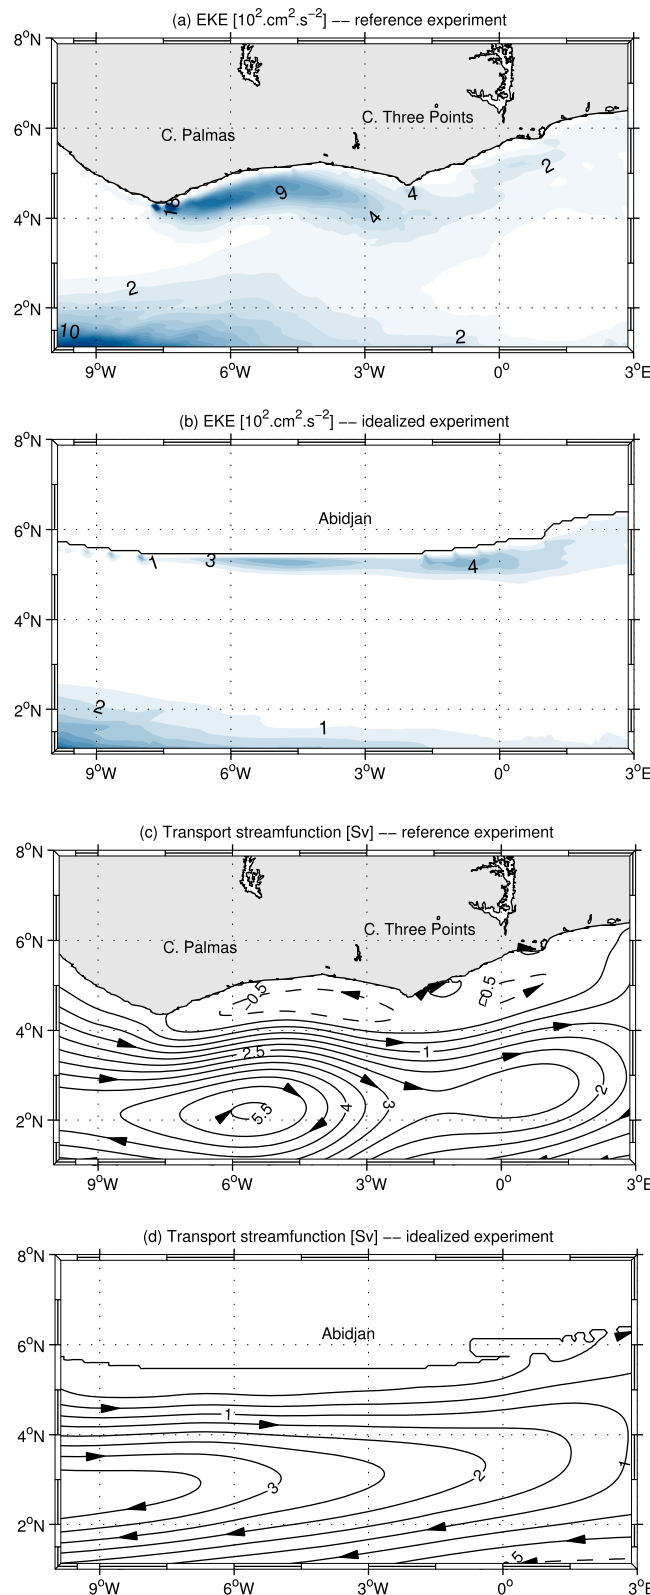 (a) EKE [10².cm².s⁻²] −− reference experiment
8°N
6°N
4°N
2°N
C. Palmas
C. Three Points
2
9
4
4
2
10
2
9°W 6°W 3°W 0° 3°E
(b) EKE [10².cm².s⁻²] −− idealized experiment
8°N
6°N
4°N
2°N
Abidjan
1 3 4
2
1
9°W 6°W 3°W 0° 3°E
(c) Transport streamfunction [Sv] −− reference experiment
8°N
6°N
4°N
2°N
C. Palmas
C. Three Points
−0.5
−0.5
2.5
1
5.5
4
3
2
9°W 6°W 3°W 0° 3°E
(d) Transport streamfunction [Sv] −− idealized experiment
8°N
6°N
4°N
2°N
Abidjan
1
3
2
1
9°W 6°W 3°W 0° 3°E